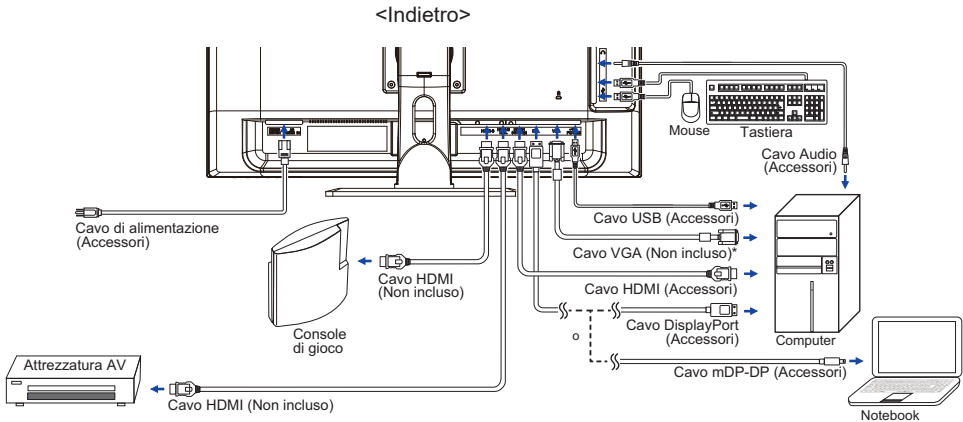 <Indietro>
Mouse
Tastiera
Cavo Audio
(Accessori)
Cavo di alimentazione
(Accessori)
Cavo USB (Accessori)
Cavo VGA (Non incluso)*
Cavo HDMI
(Non incluso)
Cavo HDMI (Accessori)
Console
di gioco
Cavo DisplayPort
(Accessori)
Computer
o
Attrezzatura AV
Cavo mDP-DP (Accessori)
Cavo HDMI (Non incluso)
Notebook